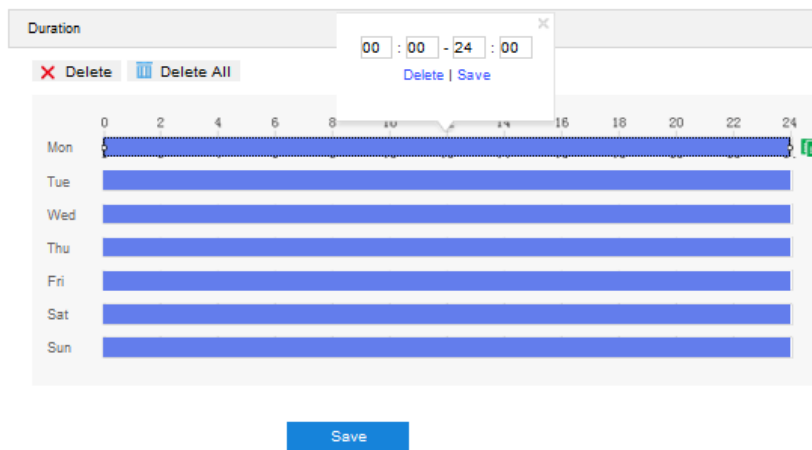 Duration
00 : 00 - 24 : 00
Delete | Save
Delete Delete All
0 2 4 6 8 10 12 14 16 18 20 22 24
Mon
Tue
Wed
Thu
Fri
Sat
Sun
Save